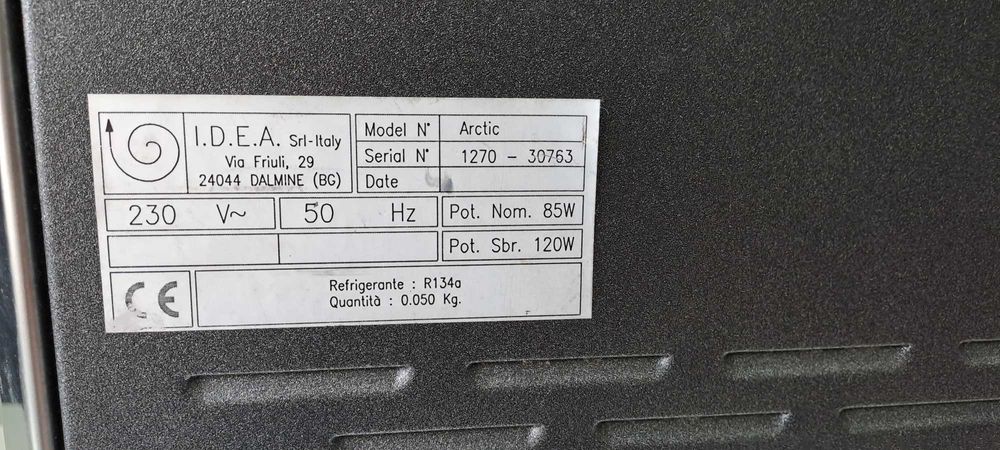 I.D.E.A. Srl-Italy
Via Friuli, 29
24044 DALMINE (BG)
Model N° Arctic
Serial N° 1270 - 30763
Date
230 V~ 50 Hz Pot. Nom. 85W
Pot. Sbr. 120W
CE
Refrigerante : R134a
Quantità : 0.050 Kg.